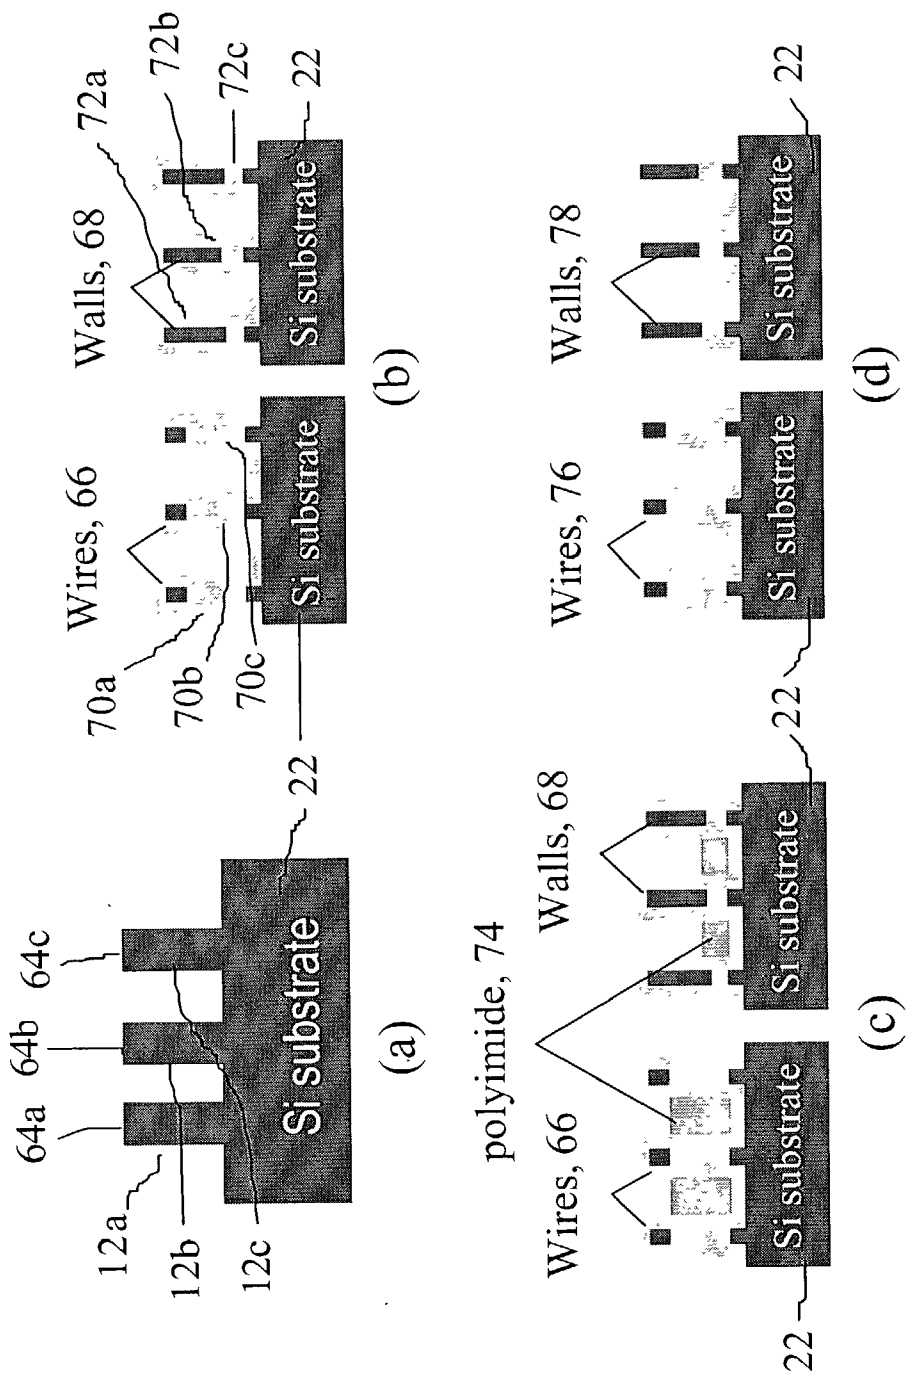 64a
64b
64c
12a
12b
12c
22
Si substrate
(a)
Wires, 66
70a
70b
70c
Si substrate
Walls, 68
72a
72b
72c
22
Si substrate
(b)
polyimide, 74
Wires, 66
22
Si substrate
Walls, 68
Si substrate
(c)
22
Wires, 76
Si substrate
Walls, 78
22
Si substrate
(d)